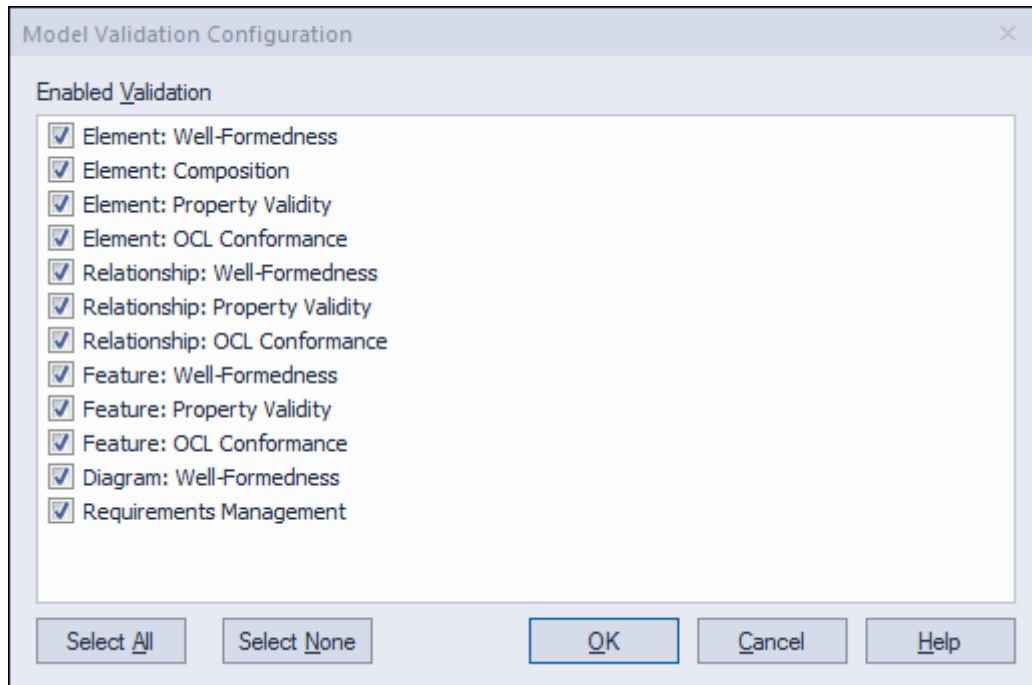 Model Validation Configuration
Enabled Validation
Element: Well-Formedness
Element: Composition
Element: Property Validity
Element: OCL Conformance
Relationship: Well-Formedness
Relationship: Property Validity
Relationship: OCL Conformance
Feature: Well-Formedness
Feature: Property Validity
Feature: OCL Conformance
Diagram: Well-Formedness
Requirements Management
Select All Select None OK Cancel Help